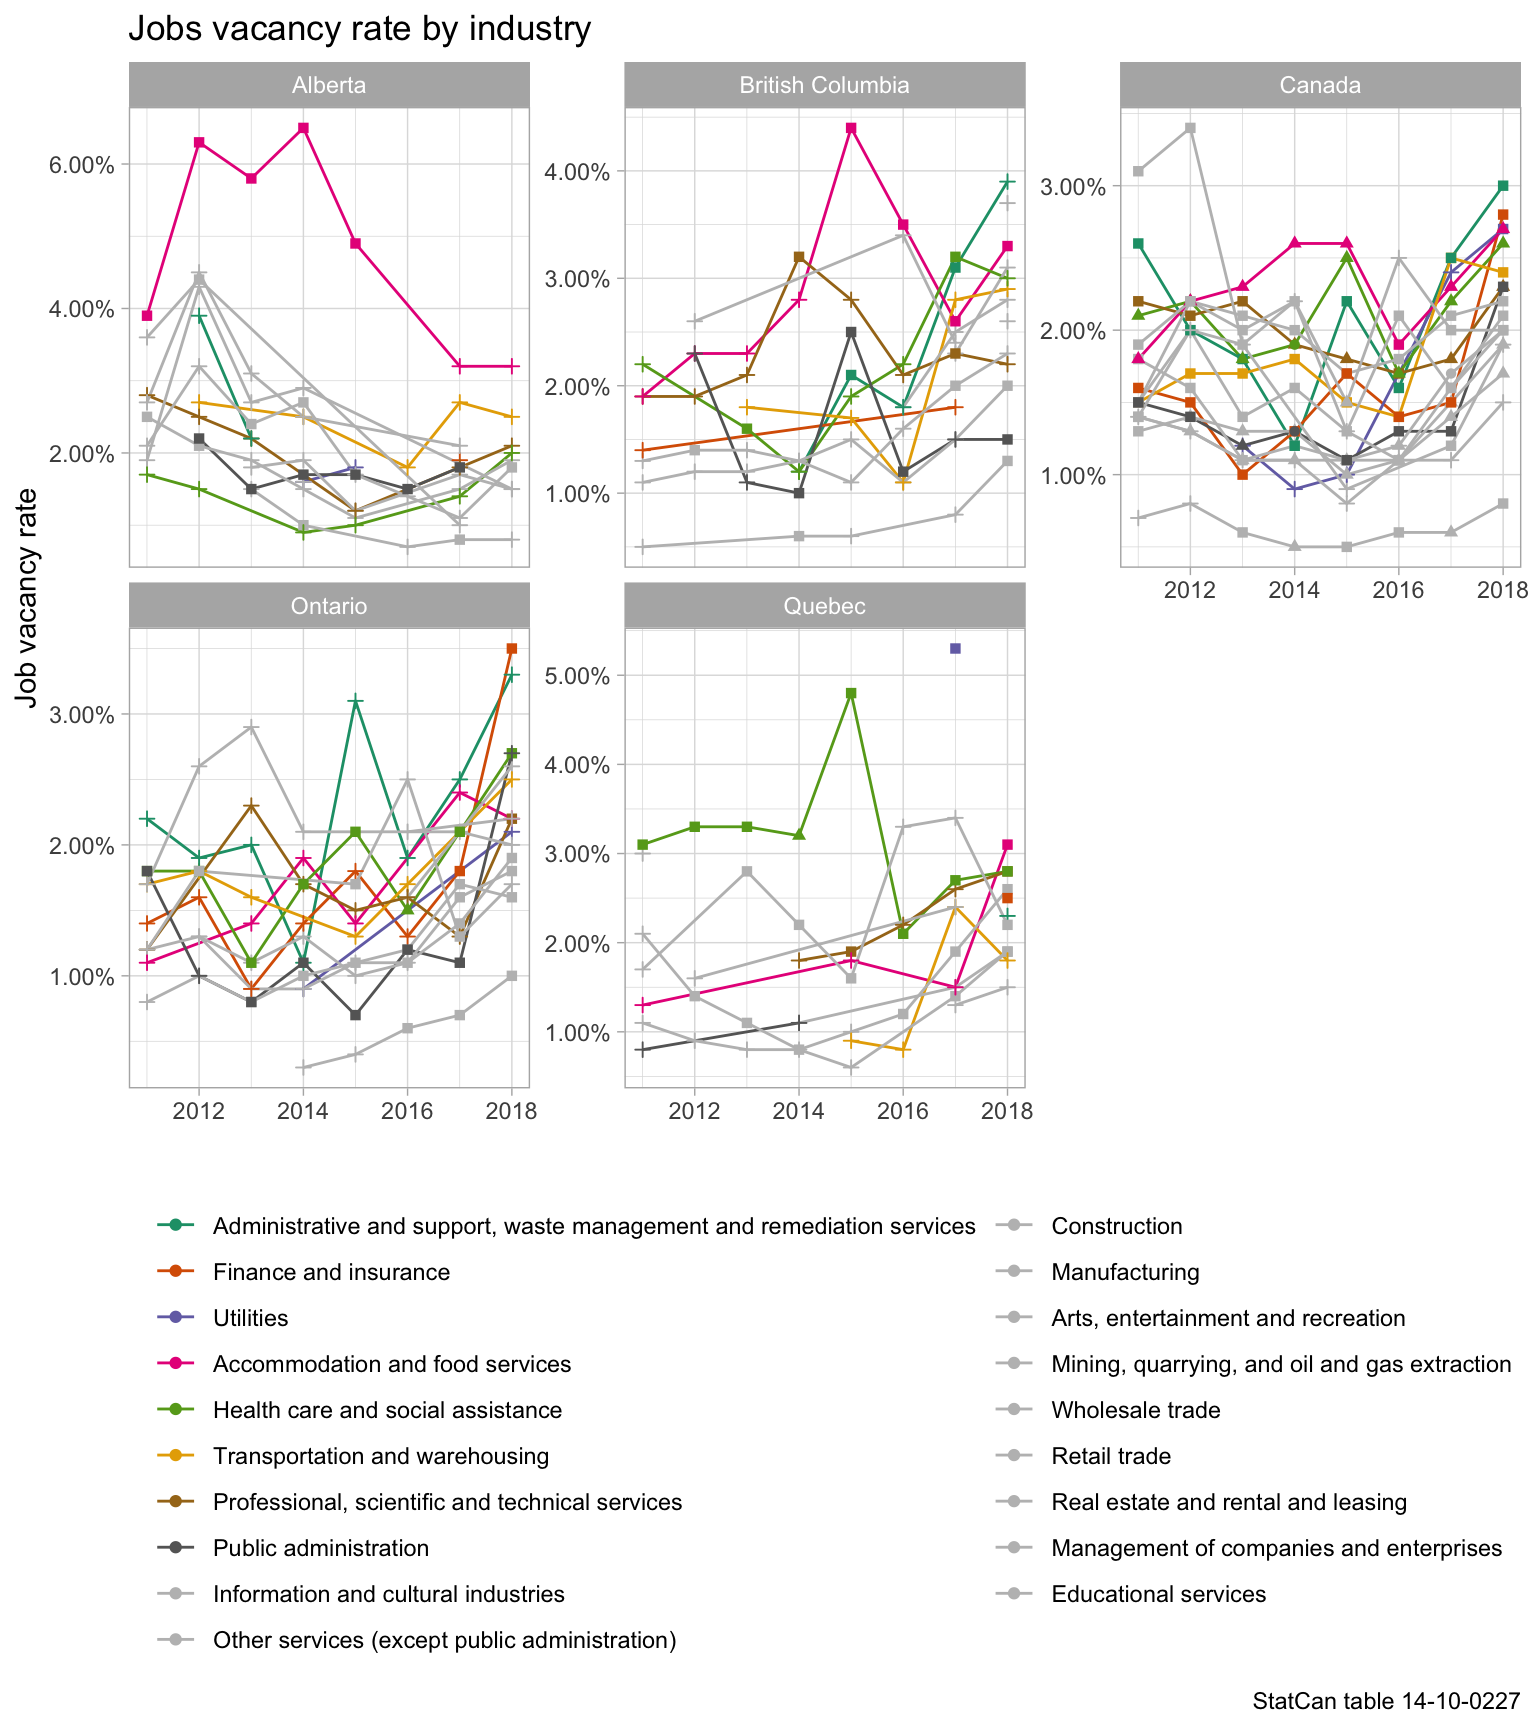 Jobs vacancy rate by industry
Alberta
British Columbia
Canada
6.00%
4.00%
2.00%
4.00%
3.00%
2.00%
1.00%
3.00%
2.00%
1.00%
2012 2014 2016 2018
Job vacancy rate
Ontario
Quebec
3.00%
2.00%
1.00%
5.00%
4.00%
3.00%
2.00%
1.00%
2012 2014 2016 2018
2012 2014 2016 2018
Administrative and support, waste management and remediation services
Finance and insurance
Utilities
Accommodation and food services
Health care and social assistance
Transportation and warehousing
Professional, scientific and technical services
Public administration
Information and cultural industries
Other services (except public administration)
Construction
Manufacturing
Arts, entertainment and recreation
Mining, quarrying, and oil and gas extraction
Wholesale trade
Retail trade
Real estate and rental and leasing
Management of companies and enterprises
Educational services
StatCan table 14-10-0227